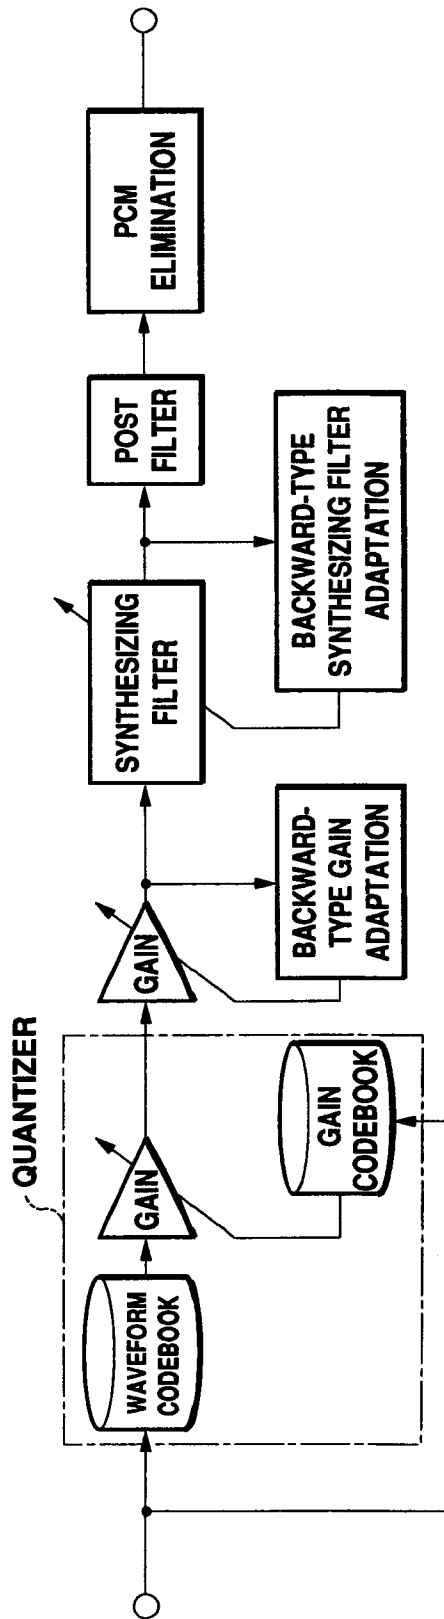 QUANTIZER
WAVEFORM
CODEBOOK
GAIN
GAIN
CODEBOOK
GAIN
BACKWARD-
TYPE GAIN
ADAPTATION
SYNTHESIZING
FILTER
BACKWARD-TYPE
SYNTHESIZING FILTER
ADAPTATION
POST
FILTER
PCM
ELIMINATION